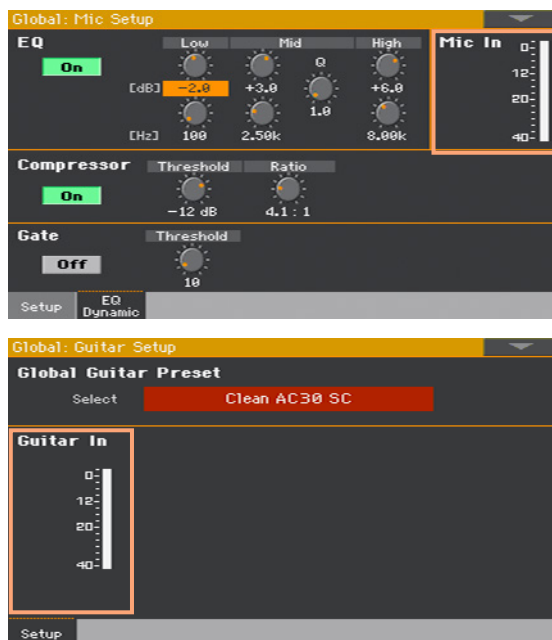 Global: Mic Setup
EQ Low Mid High Mic In
On Q 0
[dB] -2.0 +3.0 +6.0 12
1.0 20
[Hz] 100 2.50k 8.00k 40
Compressor Threshold Ratio
On
-12 dB 4.1 : 1
Gate Threshold
Off
10
Setup EQ Dynamic
Global: Guitar Setup
Global Guitar Preset
Select Clean AC30 SC
Guitar In
0
12
20
40
Setup